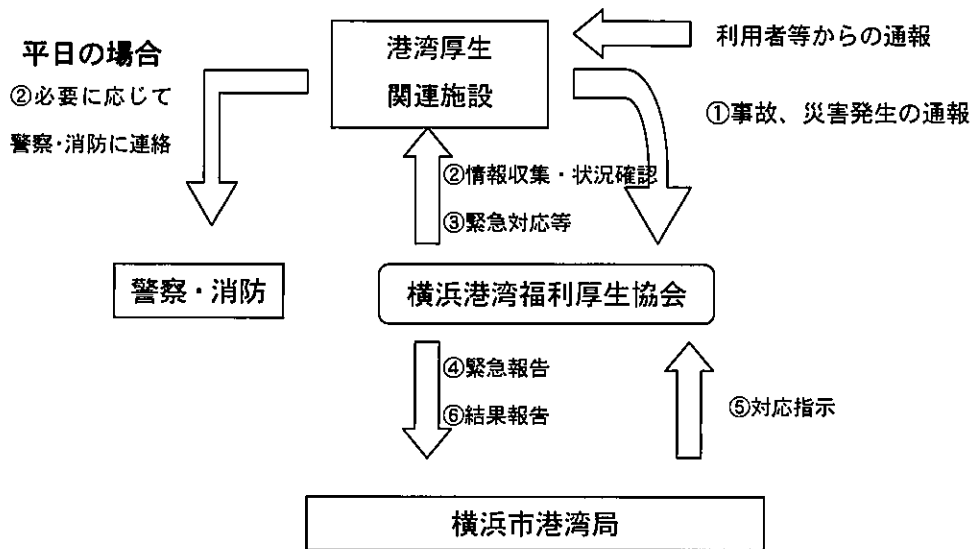 平日の場合
②必要に応じて
警察・消防に連絡
港湾厚生
関連施設
利用者等からの通報
①事故、災害発生の通報
②情報収集・状況確認
③緊急対応等
警察・消防
横浜港湾福利厚生協会
④緊急報告
⑥結果報告
⑤対応指示
横浜市港湾局